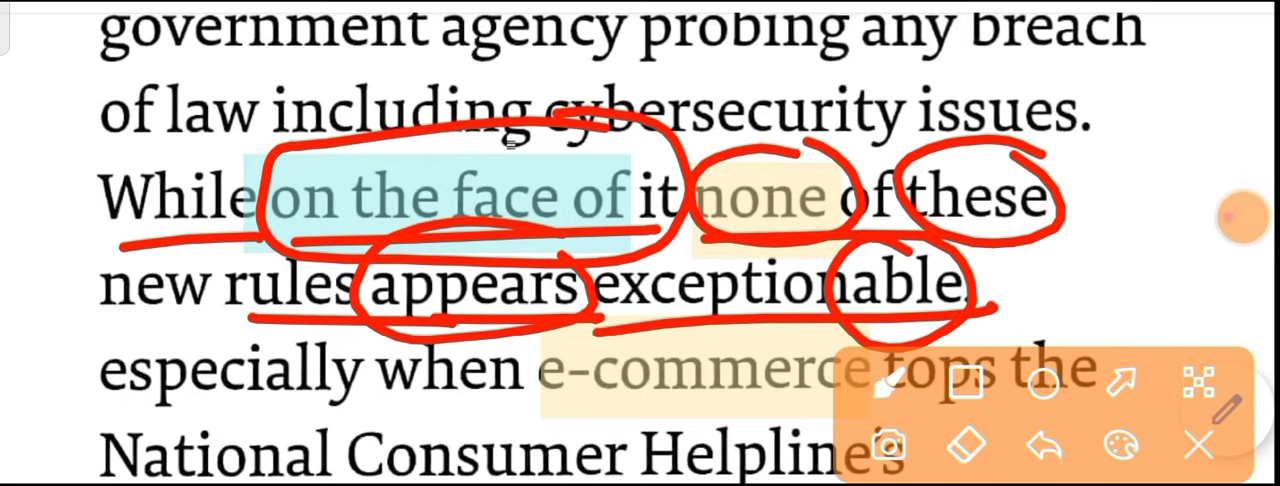 government agency probing any breach
of law including cybersecurity issues.
While on the face of it none of these
new rules appears exceptionable,
especially when e-commerce tops the
National Consumer Helpline's